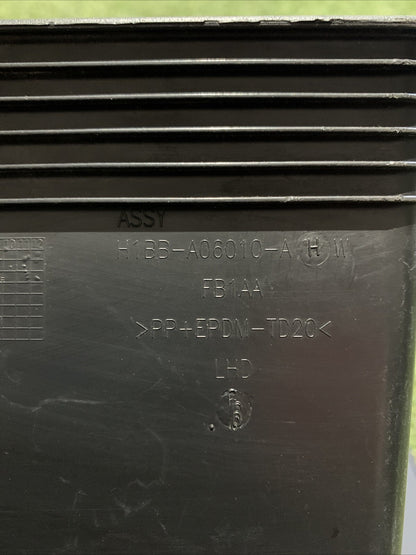 ASSY
H1BB-A06010-A H W
FB1AA
>PP+EPDM-TD20<
LHD